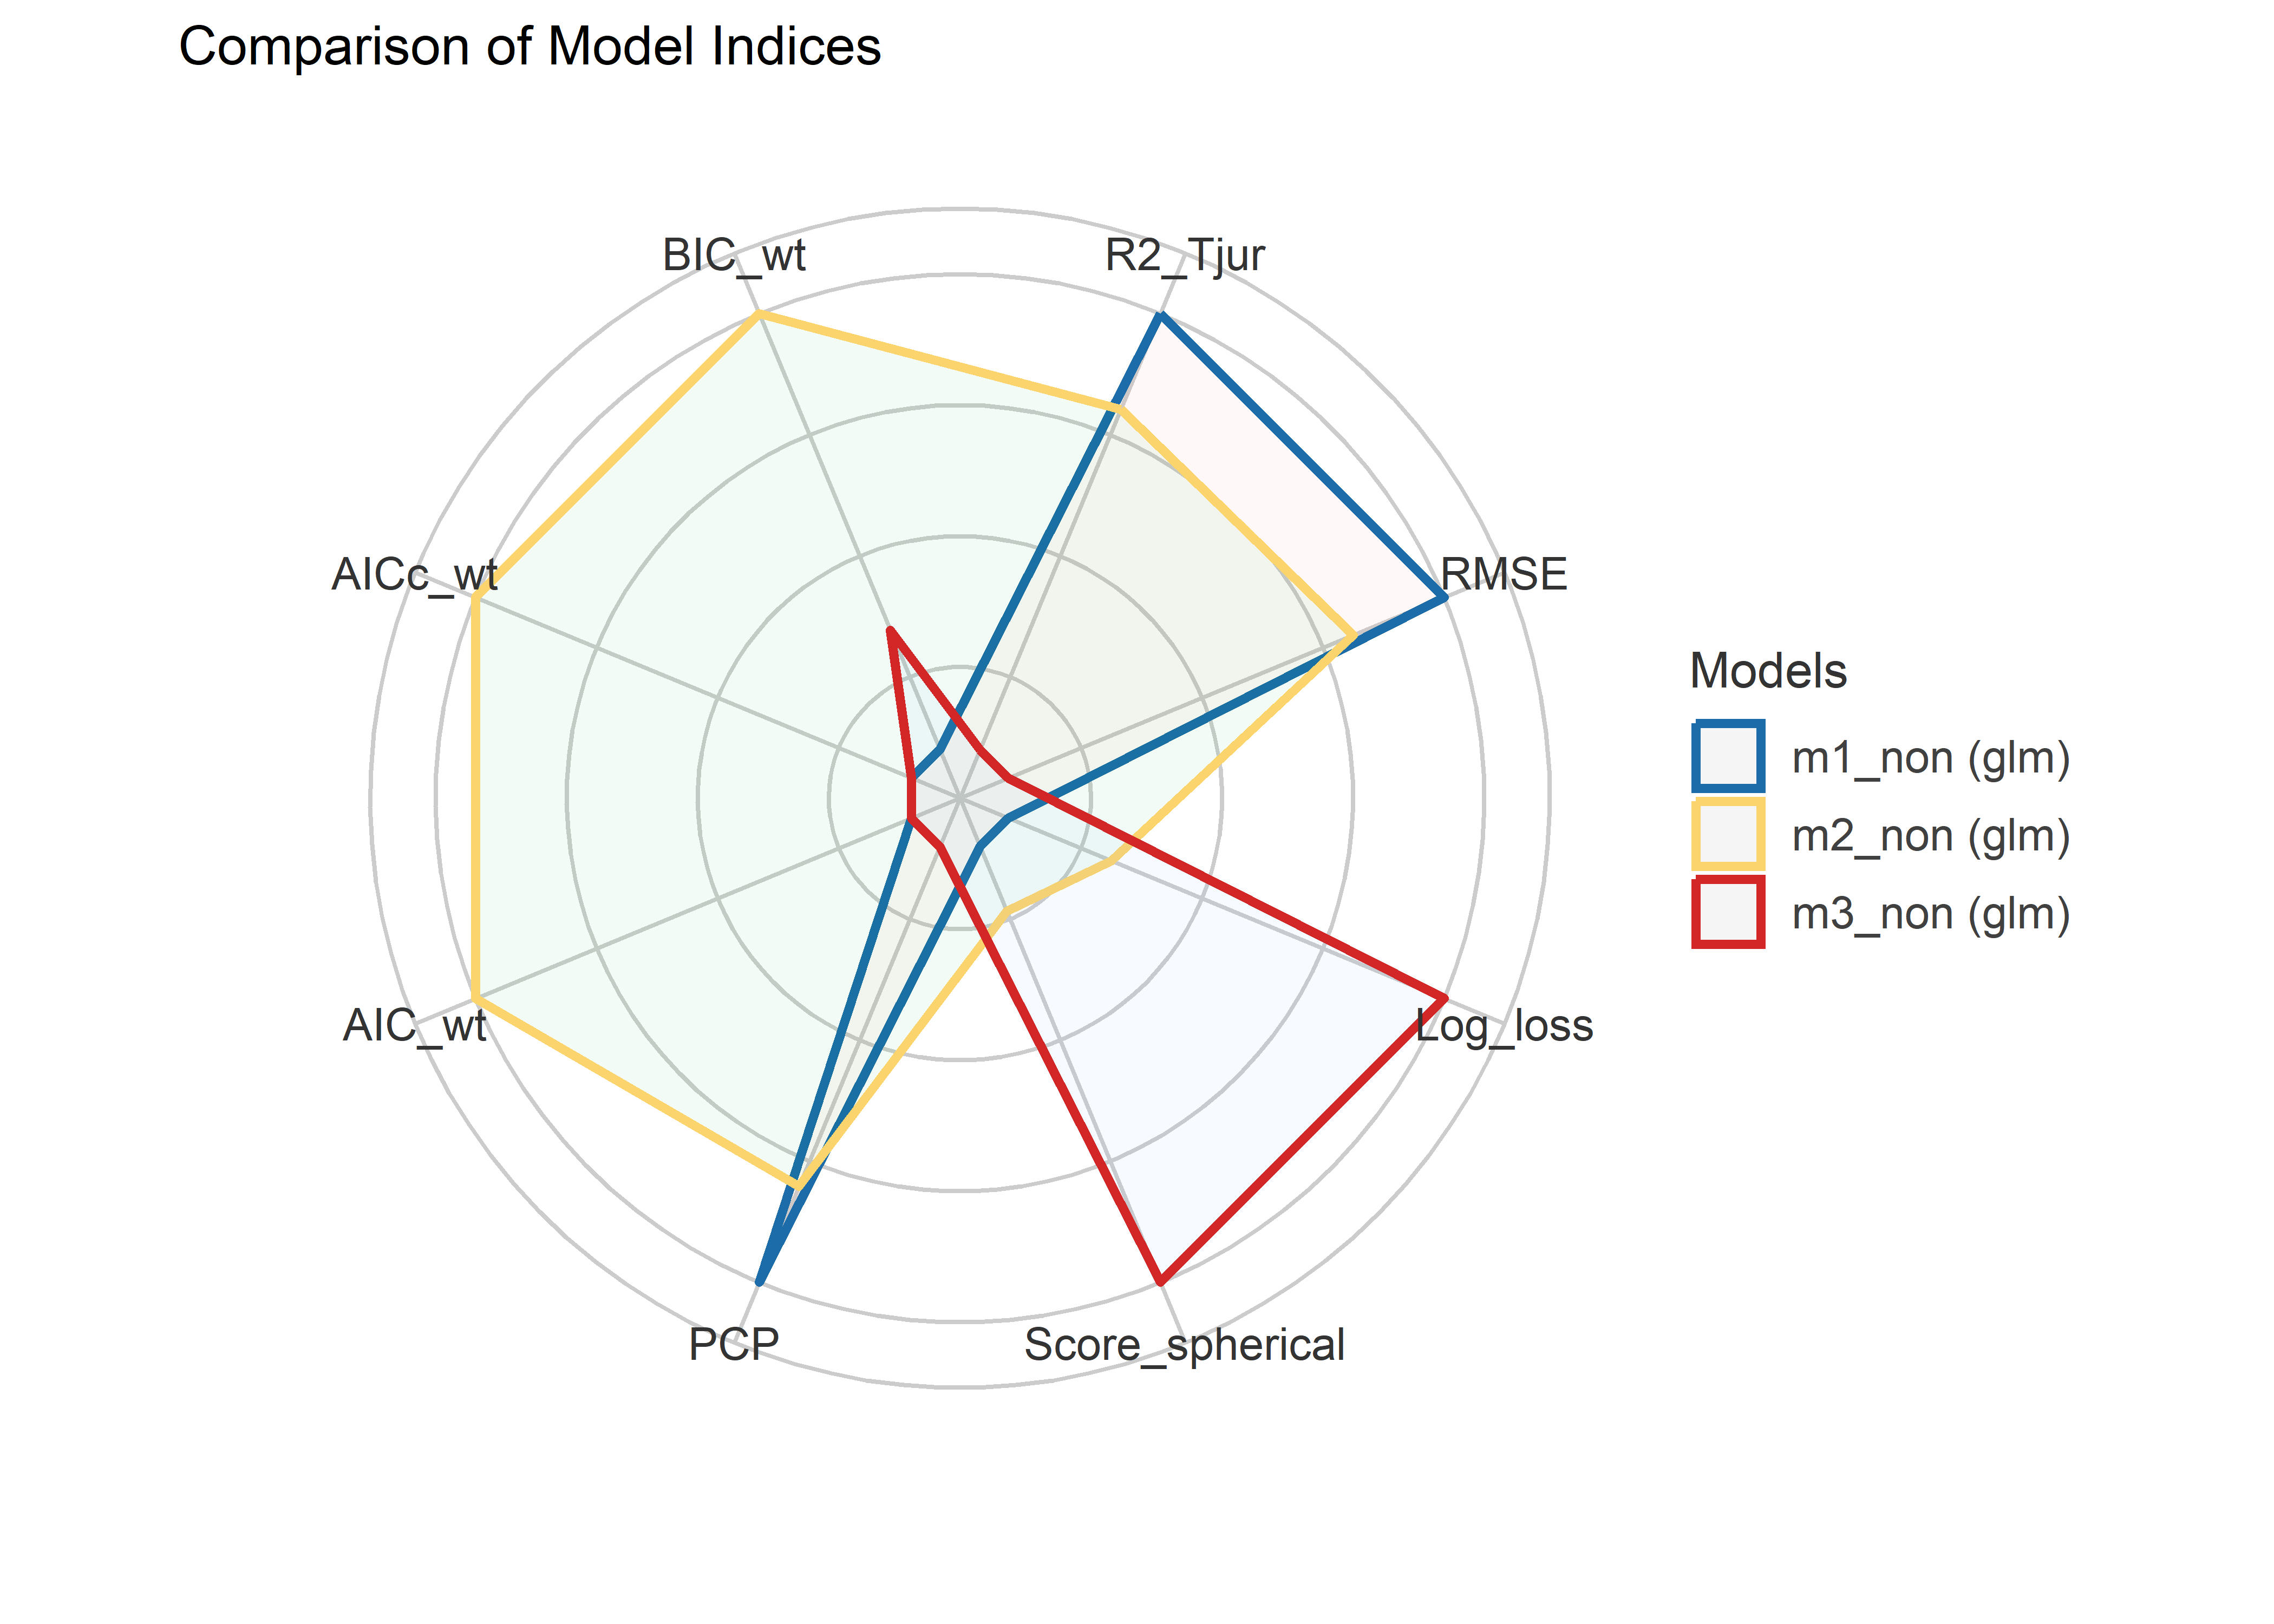 Comparison of Model Indices
BIC_wt
R2_Tjur
AICc_wt
RMSE
Models
m1_non (glm)
m2_non (glm)
m3_non (glm)
AIC_wt
Log_loss
PCP
Score_spherical